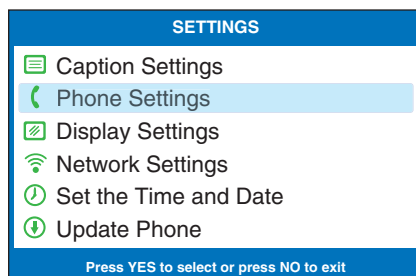 SETTINGS
Caption Settings
Phone Settings
Display Settings
Network Settings
Set the Time and Date
Update Phone
Press YES to select or press NO to exit